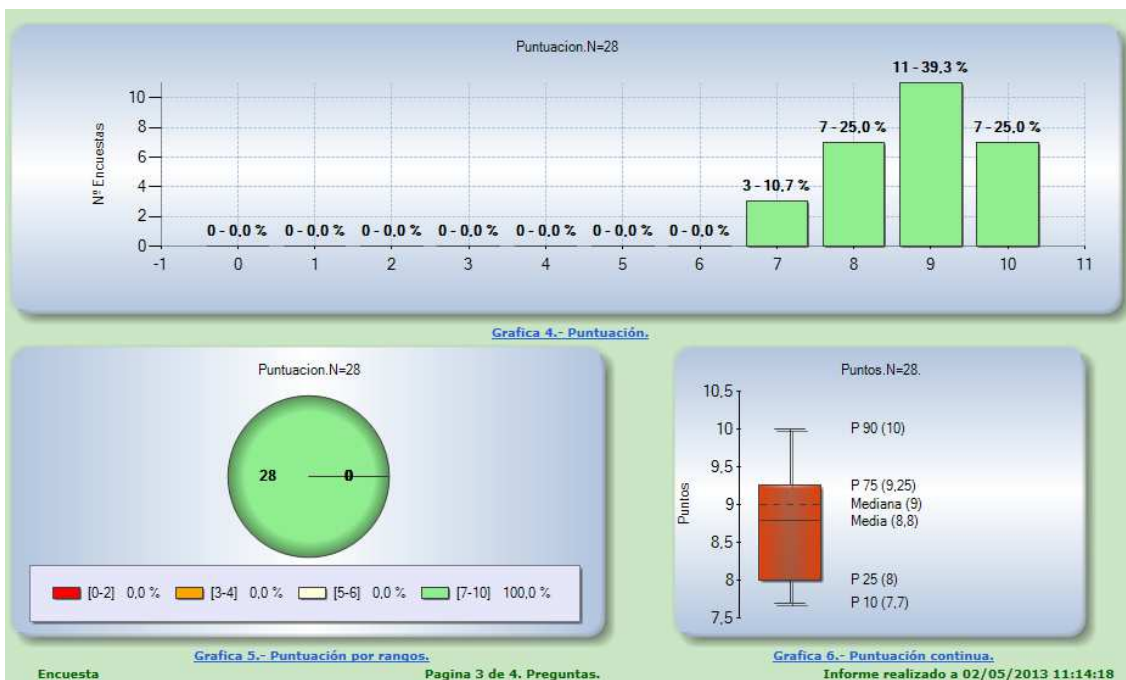 Puntuacion.N=28
Nº Encuestas
10
8
6
4
2
0
0 - 0,0 % 0 - 0,0 % 0 - 0,0 % 0 - 0,0 % 0 - 0,0 % 0 - 0,0 % 0 - 0,0 % 3 - 10,7 % 7 - 25,0 % 11 - 39,3 % 7 - 25,0 %
-1 0 1 2 3 4 5 6 7 8 9 10 11
Grafica 4.- Puntuación.
Puntuacion.N=28
28 0
[0-2] 0,0 % [3-4] 0,0 % [5-6] 0,0 % [7-10] 100,0 %
Grafica 5.- Puntuación por rangos.
Puntos.N=28.
Puntos
10,5
10
9,5
9
8,5
8
7,5
P 90 (10)
P 75 (9,25)
Mediana (9)
Media (8,8)
P 25 (8)
P 10 (7,7)
Grafica 6.- Puntuación continua.
Encuesta Pagina 3 de 4. Preguntas. Informe realizado a 02/05/2013 11:14:18